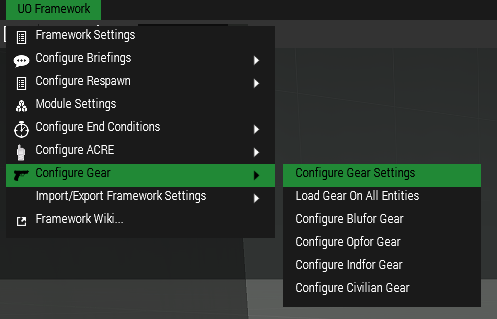 UO Framework
Framework Settings
Configure Briefings
Configure Respawn
Module Settings
Configure End Conditions
Configure ACRE
Configure Gear
Import/Export Framework Settings
Framework Wiki...
Configure Gear Settings
Load Gear On All Entities
Configure Blufor Gear
Configure Opfor Gear
Configure Indfor Gear
Configure Civilian Gear